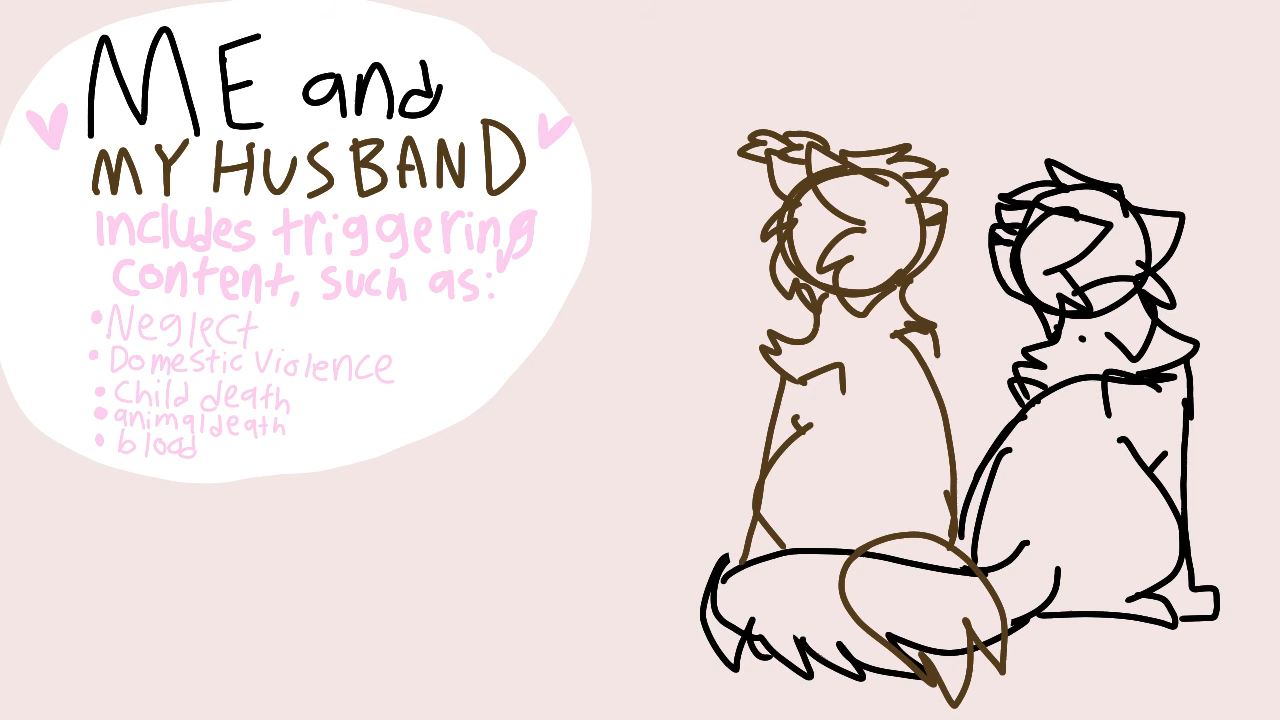 ME and
MY HUSBAND
includes triggering
content, such as:
• Neglect
• Domestic Violence
• Child death
• animal death
• blood